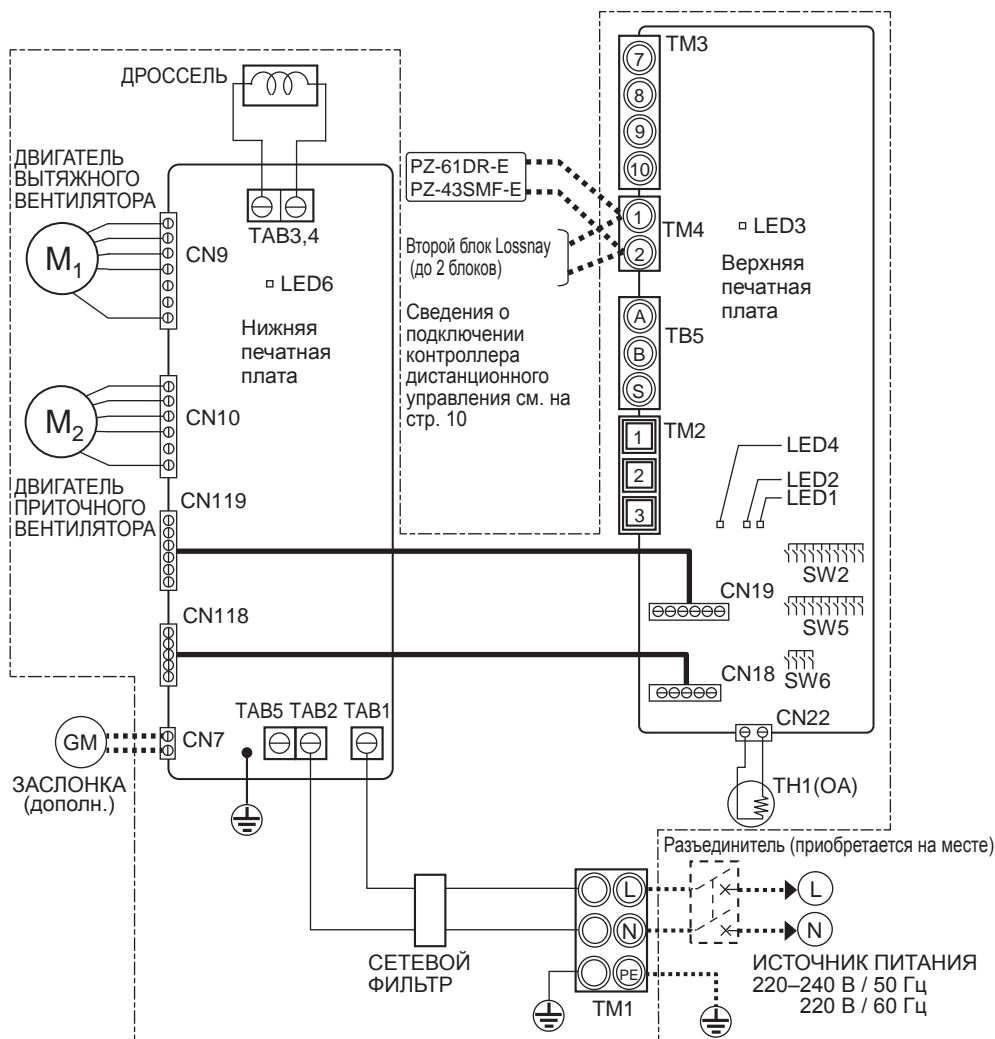 ДРОССЕЛЬ
TAB3,4
ДВИГАТЕЛЬ
ВЫТЯЖНОГО
ВЕНТИЛЯТОРА
M1
CN9
LED6
Нижняя
печатная
плата
M2
CN10
ДВИГАТЕЛЬ
ПРИТОЧНОГО
ВЕНТИЛЯТОРА
CN119
CN118
TAB5 TAB2 TAB1
GM
CN7
ЗАСЛОНКА
(дополн.)
PZ-61DR-E
PZ-43SMF-E
Второй блок Lossnay
(до 2 блоков)
Сведения о
подключении
контроллера
дистанционного
управления см. на
стр. 10
TM3
7
8
9
10
TM4
1
2
LED3
Верхняя
печатная
плата
TB5
A
B
S
TM2
1
2
3
LED4
LED2
LED1
SW2
CN19
SW5
CN18
SW6
CN22
TH1(OA)
Разъединитель (приобретается на месте)
L
L
N
N
СЕТЕВОЙ
ФИЛЬТР
PE
TM1
ИСТОЧНИК ПИТАНИЯ
220–240 В / 50 Гц
220 В / 60 Гц